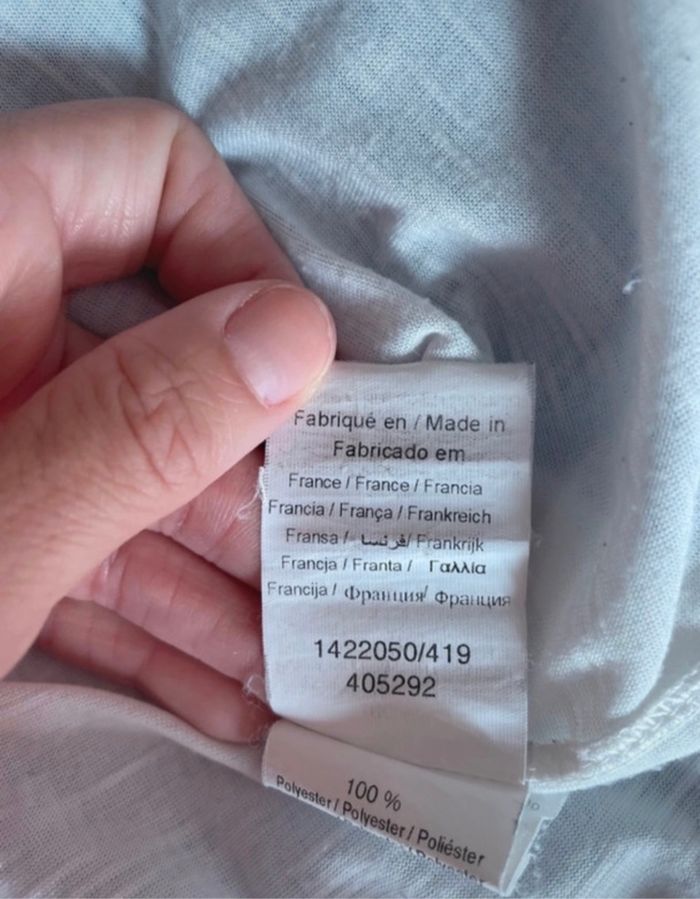 Fabriqué en / Made in
Fabricado em
France / France / Francia
Francia / França / Frankreich
Fransa / فرنسا / Frankrijk
Francja / Franta / Γαλλία
Francija / Франция/ Франция
1422050/419
405292
100 %
Polyester / Polyester / Poliéster